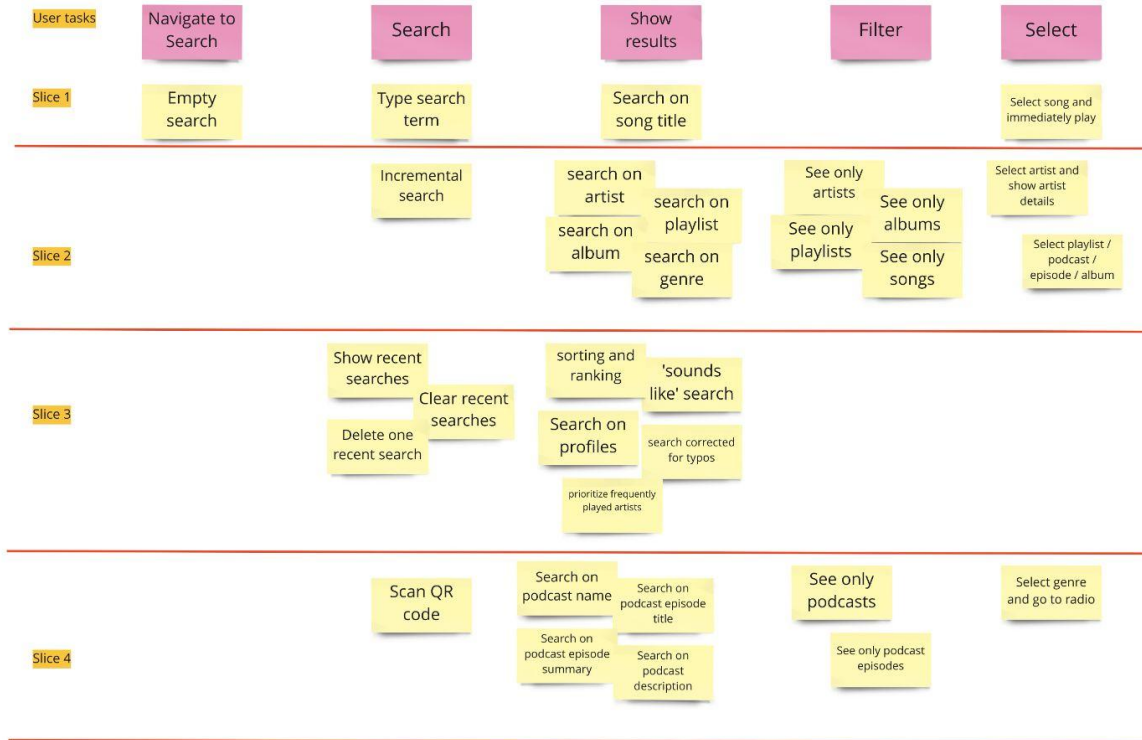 User tasks
Navigate to
Search
Search
Show
results
Filter
Select
Slice 1
Empty
search
Type search
term
Search on
song title
Select song and
immediately play
Slice 2
Incremental
search
search on
artist
search on
playlist
search on
album
search on
genre
See only
artists
See only
albums
See only
playlists
See only
songs
Select artist and
show artist
details
Select playlist /
podcast /
episode / album
Slice 3
Show recent
searches
Clear recent
searches
Delete one
recent search
sorting and
ranking
'sounds
like' search
Search on
profiles
search corrected
for typos
prioritize frequently
played artists
Slice 4
Scan QR
code
Search on
podcast name
Search on
podcast episode
title
Search on
podcast episode
summary
Search on
podcast
description
See only
podcasts
See only podcast
episodes
Select genre
and go to radio